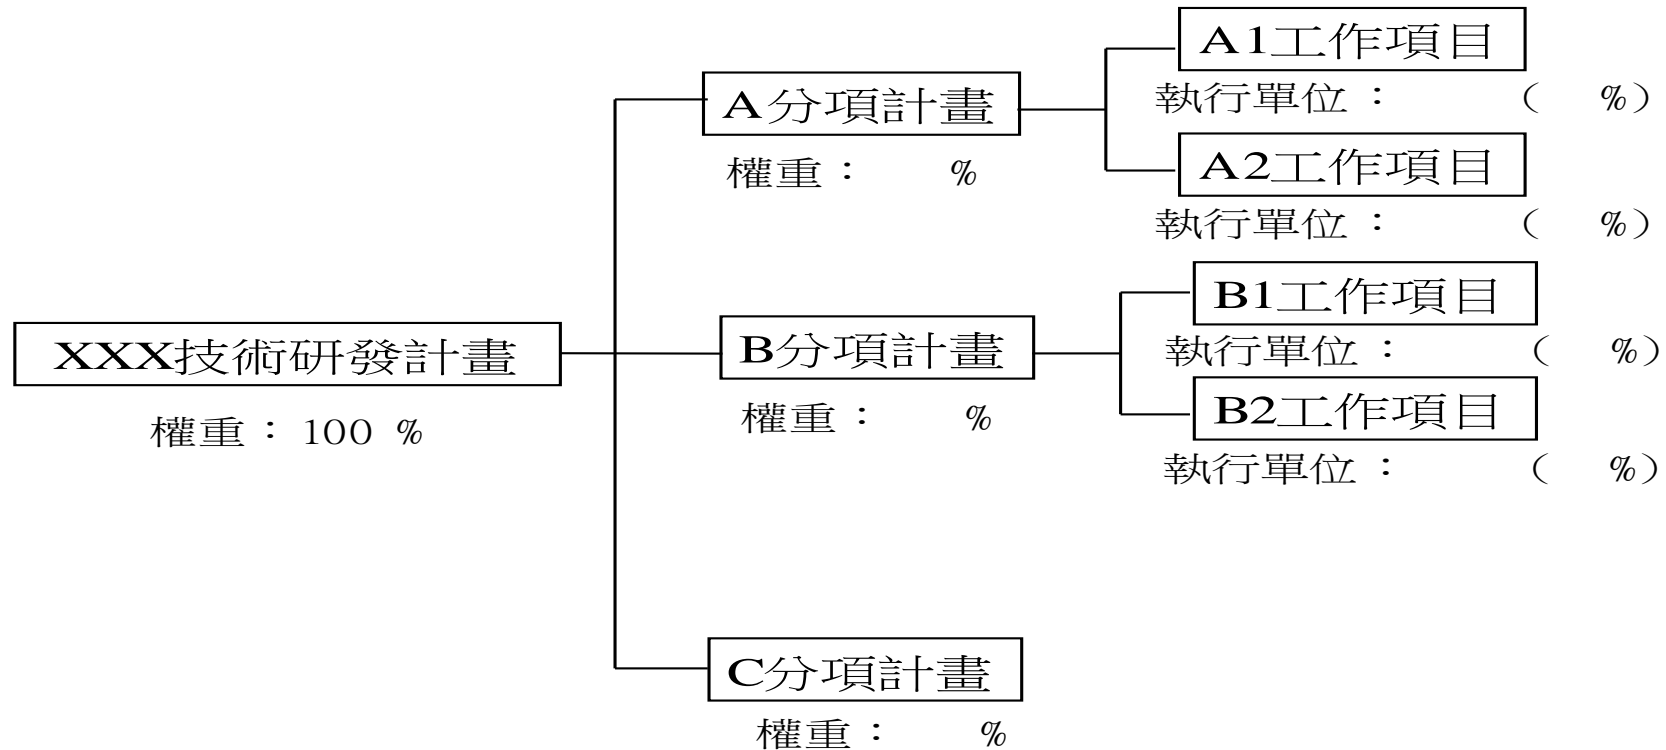 XXX技術研發計畫
權重：100 %
A分項計畫
權重： %
A1工作項目
執行單位： ( %)
A2工作項目
執行單位： ( %)
B分項計畫
權重： %
B1工作項目
執行單位： ( %)
B2工作項目
執行單位： ( %)
C分項計畫
權重： %